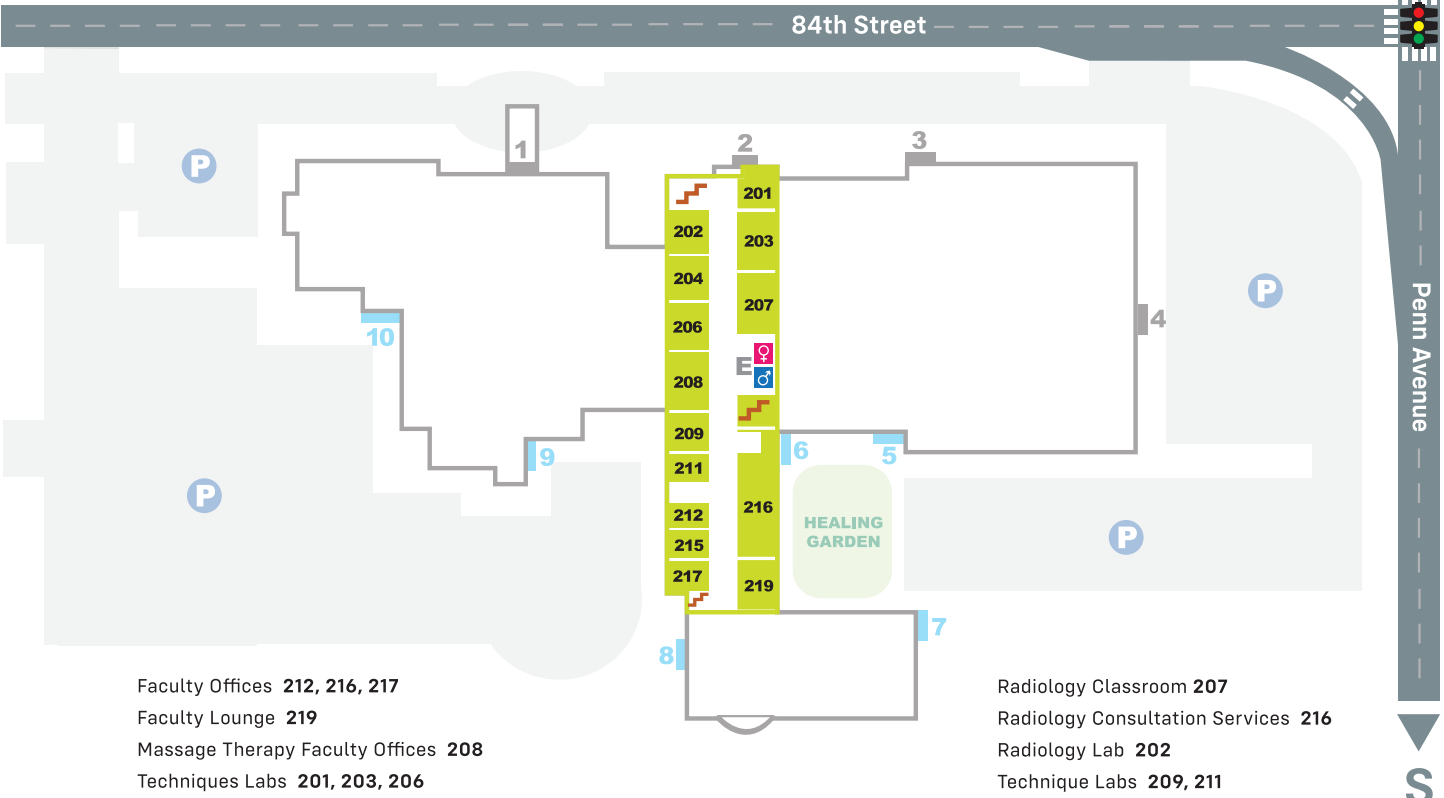 84th Street
1
2
3
P
201
202
203
204
P
207
4
206
E
10
208
Penn Avenue
209
6
5
9
211
P
216
212
HEALING
GARDEN
P
215
217
219
7
8
Faculty Offices 212, 216, 217
Faculty Lounge 219
Massage Therapy Faculty Offices 208
Techniques Labs 201, 203, 206
Radiology Classroom 207
Radiology Consultation Services 216
Radiology Lab 202
Technique Labs 209, 211
S